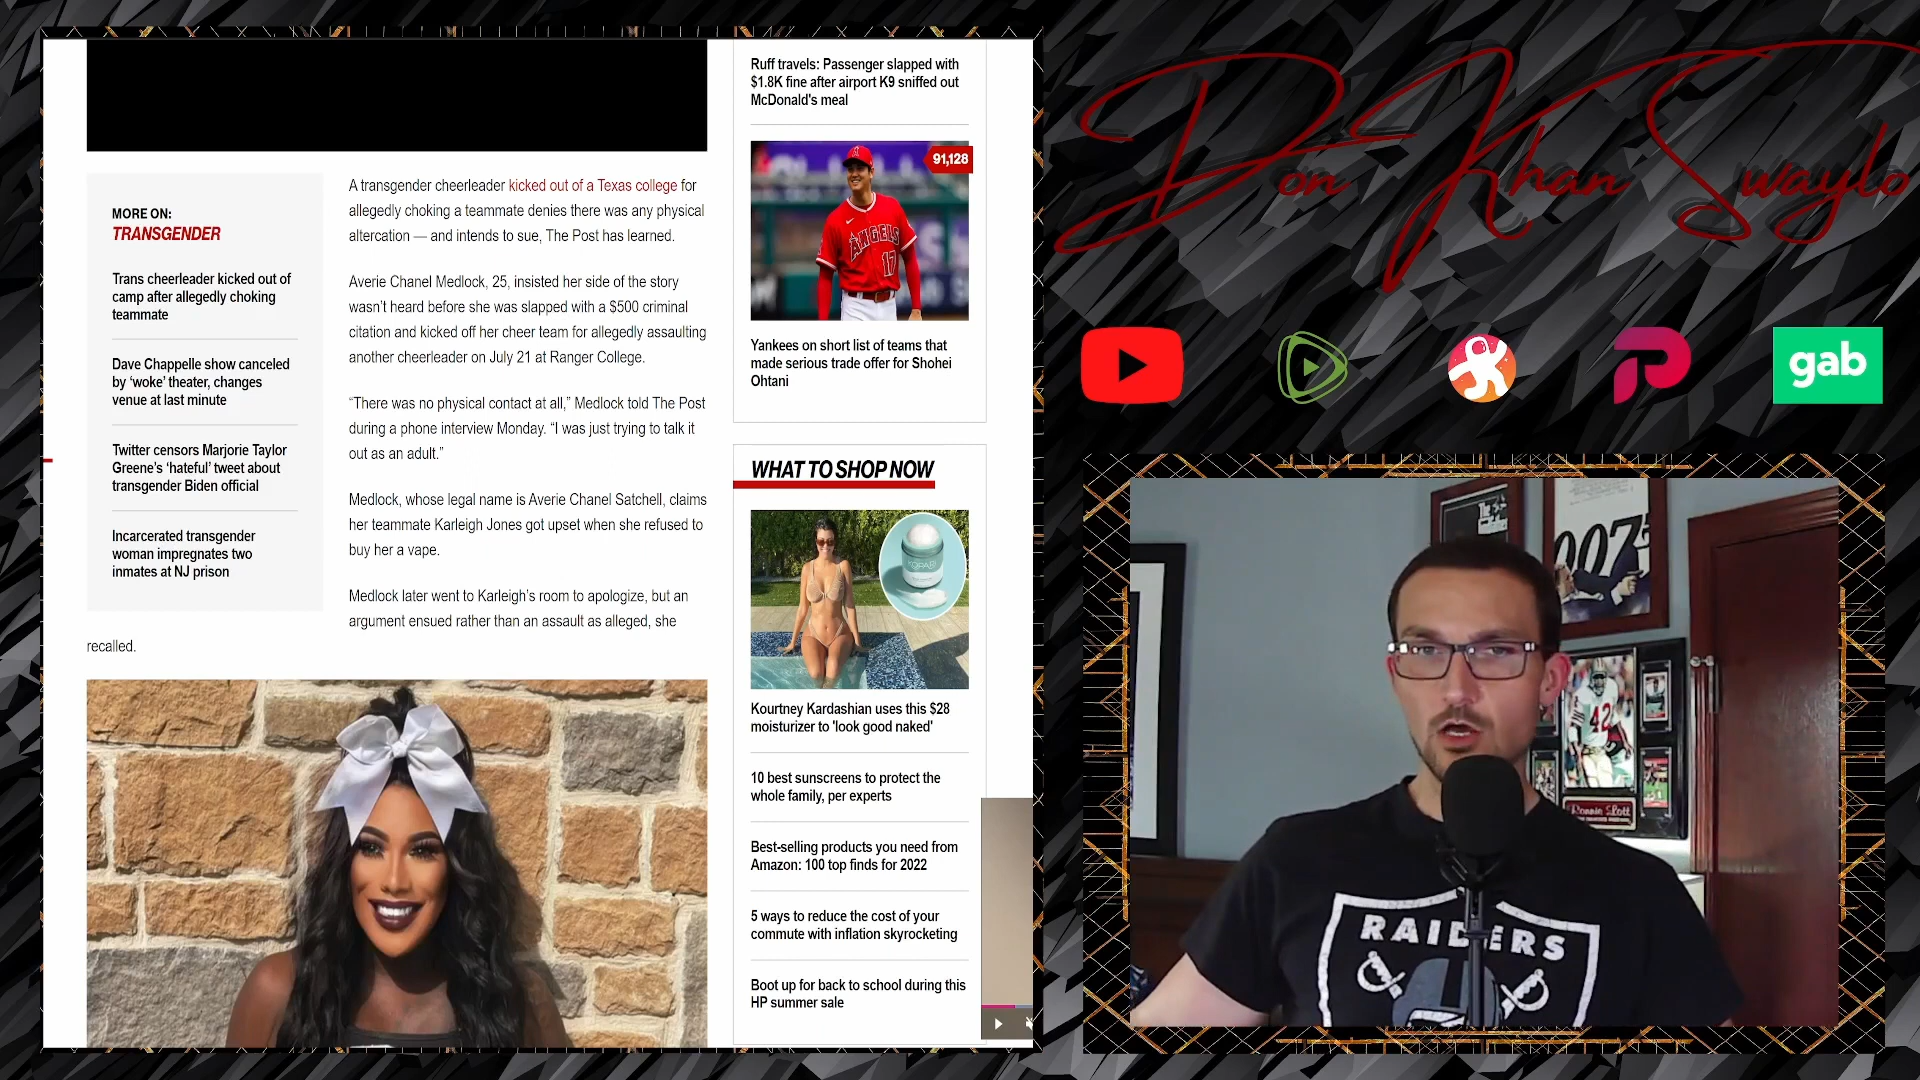 Ruff travels: Passenger slapped with
$1.8K fine after airport K9 sniffed out
McDonald's meal
91,128
ANGELS
17
Yankees on short list of teams that
made serious trade offer for Shohei
Ohtani
MORE ON:
TRANSGENDER
Trans cheerleader kicked out of
camp after allegedly choking
teammate
Dave Chappelle show canceled
by ‘woke’ theater, changes
venue at last minute
Twitter censors Marjorie Taylor
Greene’s ‘hateful’ tweet about
transgender Biden official
Incarcerated transgender
woman impregnates two
inmates at NJ prison
A transgender cheerleader kicked out of a Texas college for
allegedly choking a teammate denies there was any physical
altercation — and intends to sue, The Post has learned.
Averie Chanel Medlock, 25, insisted her side of the story
wasn’t heard before she was slapped with a $500 criminal
citation and kicked off her cheer team for allegedly assaulting
another cheerleader on July 21 at Ranger College.
“There was no physical contact at all,” Medlock told The Post
during a phone interview Monday. “I was just trying to talk it
out as an adult.”
Medlock, whose legal name is Averie Chanel Satchell, claims
her teammate Karleigh Jones got upset when she refused to
buy her a vape.
Medlock later went to Karleigh’s room to apologize, but an
argument ensued rather than an assault as alleged, she
recalled.
WHAT TO SHOP NOW
KOPARI
Kourtney Kardashian uses this $28
moisturizer to 'look good naked'
10 best sunscreens to protect the
whole family, per experts
Best-selling products you need from
Amazon: 100 top finds for 2022
5 ways to reduce the cost of your
commute with inflation skyrocketing
Boot up for back to school during this
HP summer sale
Don Khan Swaylo
gab
007
42
Ronnie Lott
RAIDERS